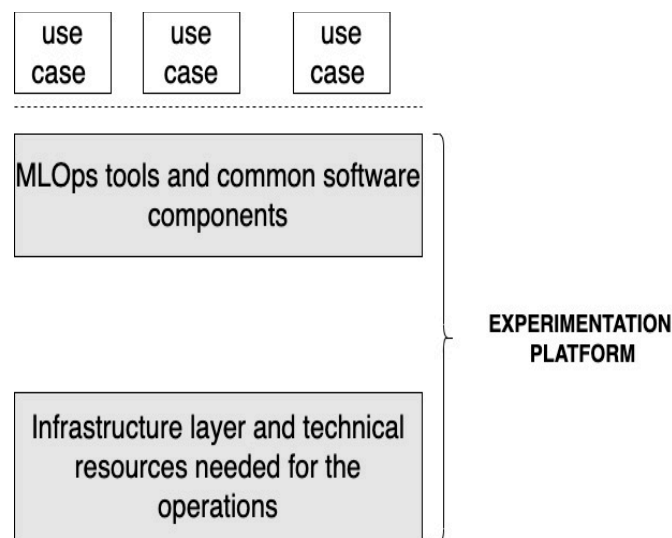 use
case
use
case
use
case
MLOps tools and common software
components
EXPERIMENTATION
PLATFORM
Infrastructure layer and technical
resources needed for the
operations